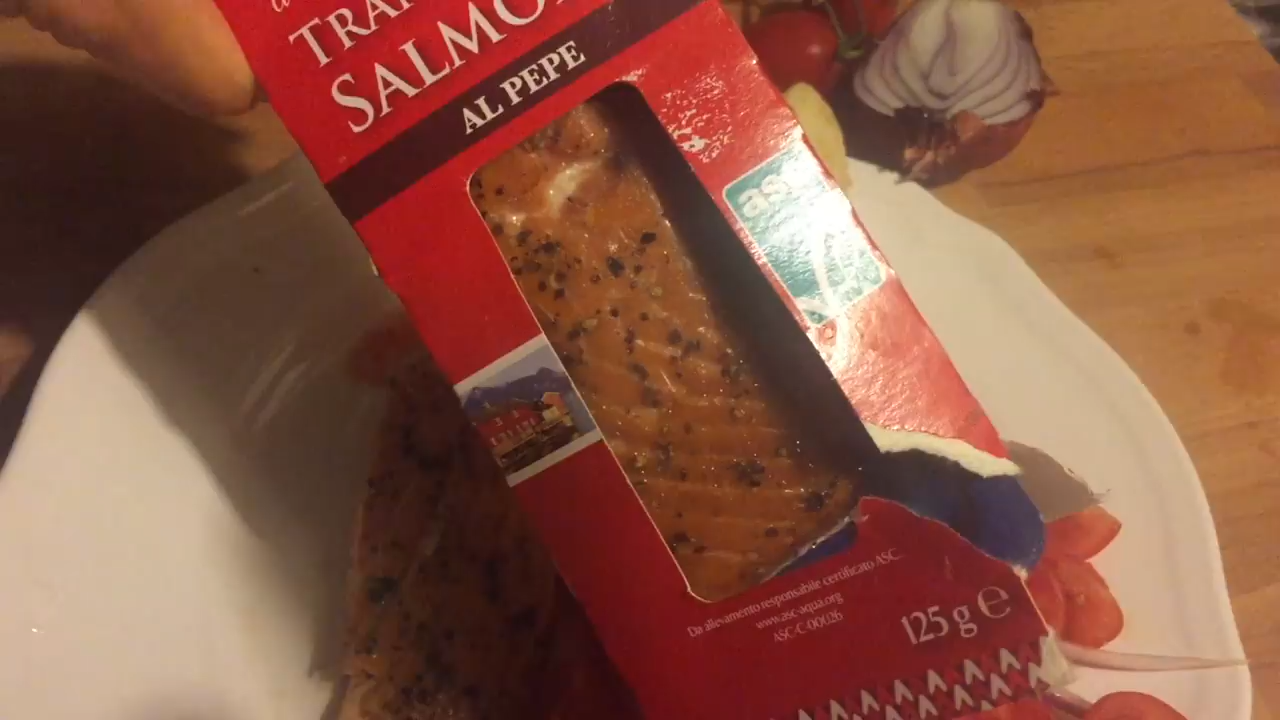 SALMO
AL PEPE
Da allevamento responsabile certificato ASC.
www.asc-aqua.org
ASC-C-00026
125 g ℮